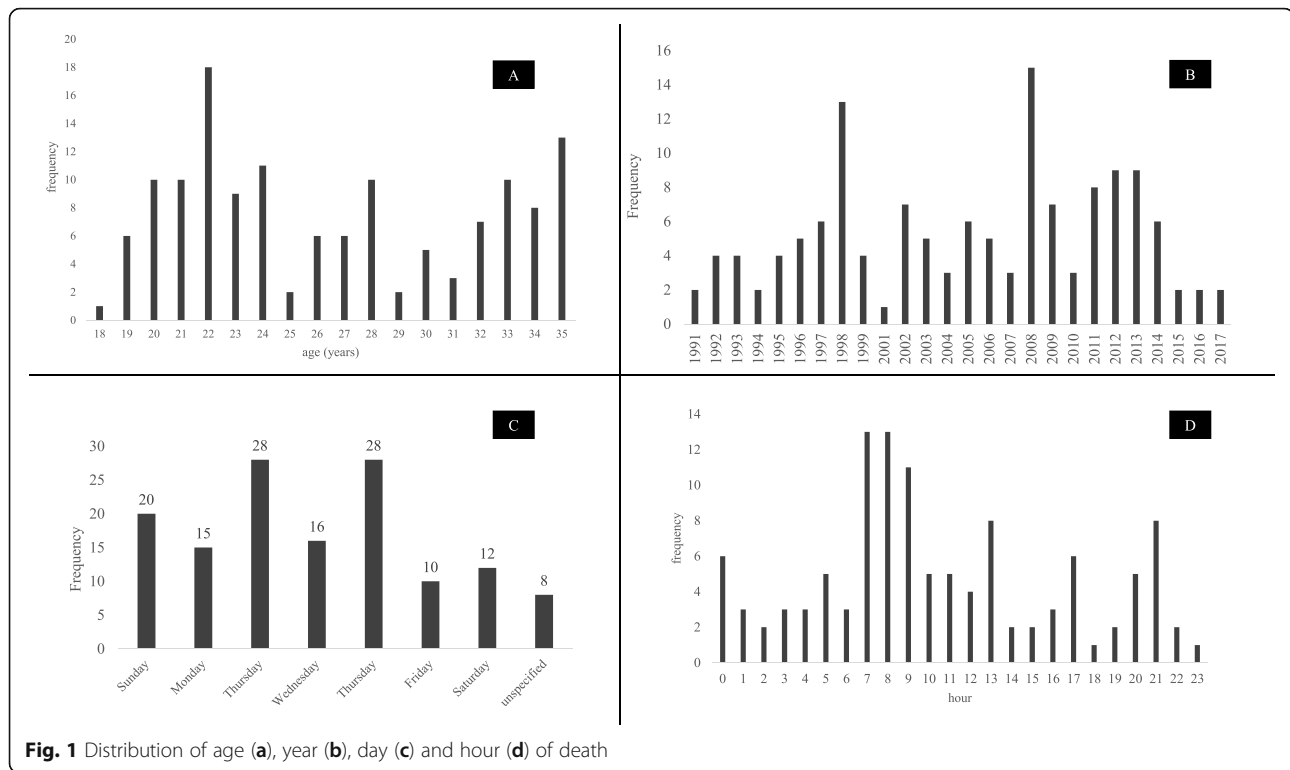 A
20
18
16
14
12
10
8
6
4
2
0
frequency
18 19 20 21 22 23 24 25 26 27 28 29 30 31 32 33 34 35
age (years)
B
16
14
12
10
8
6
4
2
0
Frequency
1991 1992 1993 1994 1995 1996 1997 1998 1999 2001 2002 2003 2004 2005 2006 2007 2008 2009 2010 2011 2012 2013 2014 2015 2016 2017
C
30
25
20
15
10
5
0
Frequency
20 15 28 16 28 10 12 8
Sunday Monday Thursday Wednesday Thursday Friday Saturday unspecified
D
14
12
10
8
6
4
2
0
frequency
0 1 2 3 4 5 6 7 8 9 10 11 12 13 14 15 16 17 18 19 20 21 22 23
hour
Fig. 1 Distribution of age (a), year (b), day (c) and hour (d) of death